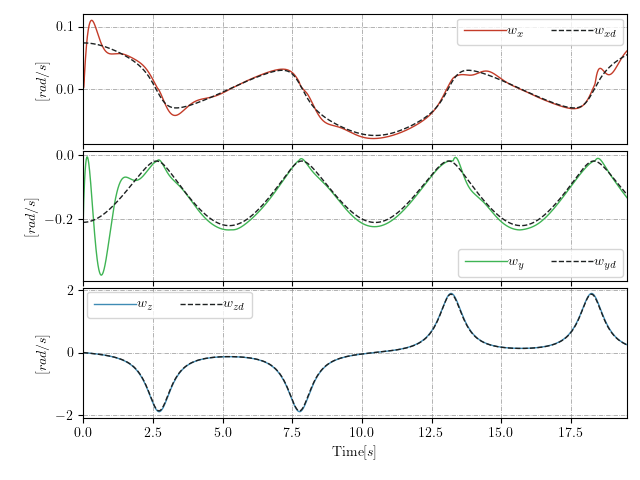 0.1
0.0
[rad/s]
w_x w_xd
0.0
−0.2
[rad/s]
w_y w_yd
2
0
−2
[rad/s]
w_z w_zd
0.0 2.5 5.0 7.5 10.0 12.5 15.0 17.5
Time[s]